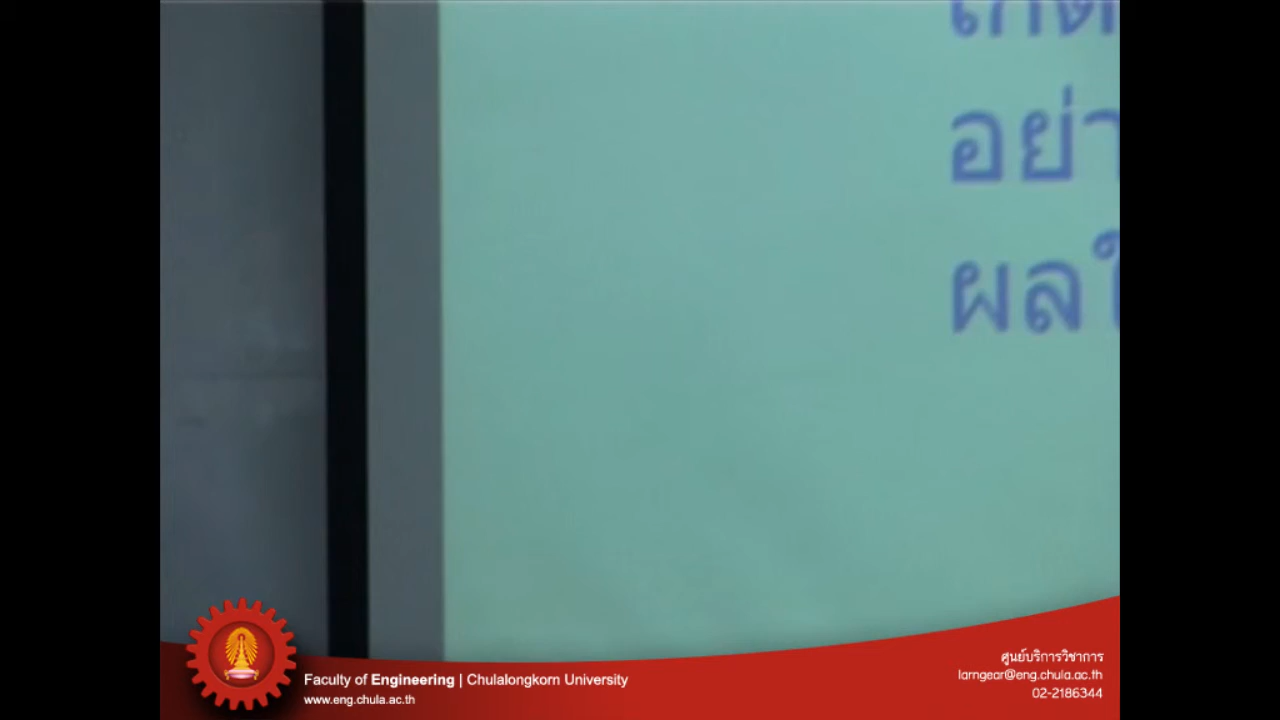 อย่า
ผล
Faculty of Engineering | Chulalongkorn University
www.eng.chula.ac.th
ศูนย์บริการวิชาการ
larngear@eng.chula.ac.th
02-2186344